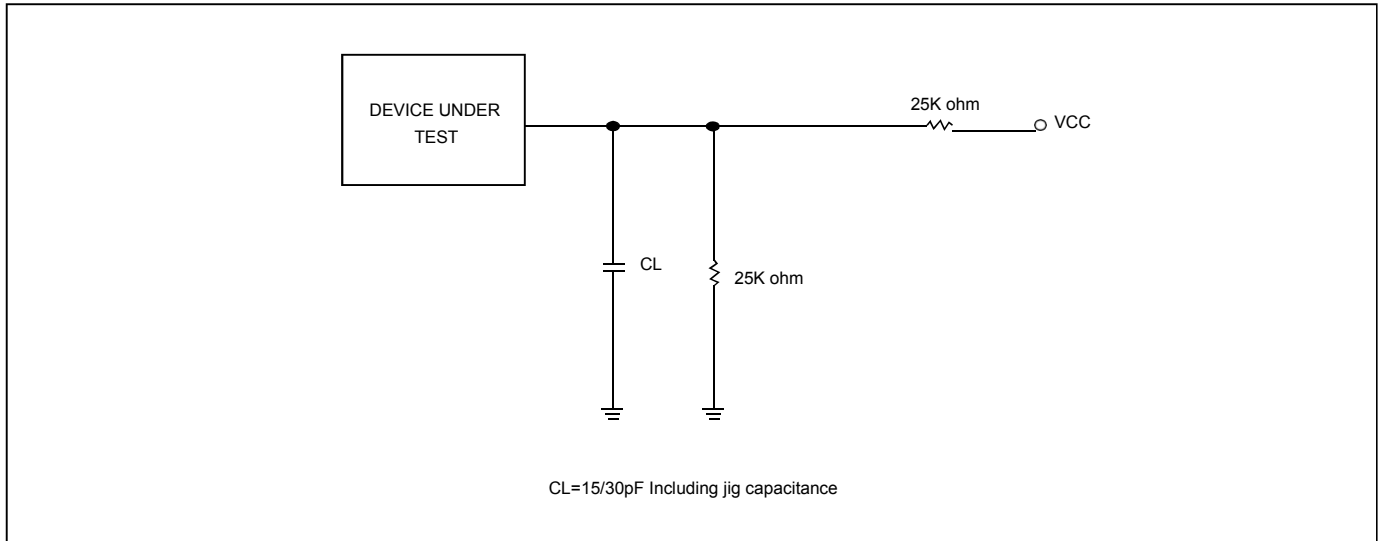 DEVICE UNDER
TEST
25K ohm
VCC
CL
25K ohm
CL=15/30pF Including jig capacitance